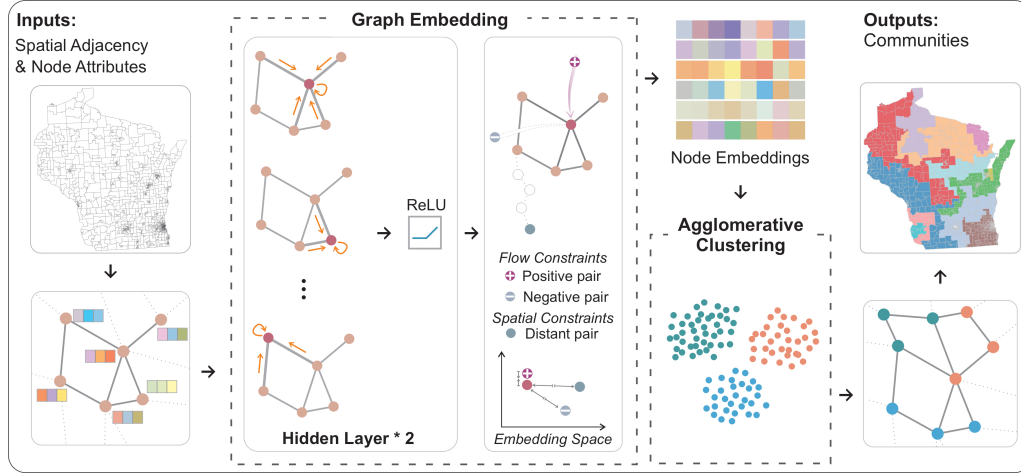 Inputs:
Spatial Adjacency
& Node Attributes
Graph Embedding
ReLU
Hidden Layer * 2
Flow Constraints
Positive pair
Negative pair
Spatial Constraints
Distant pair
Embedding Space
Node Embeddings
Agglomerative
Clustering
Outputs:
Communities